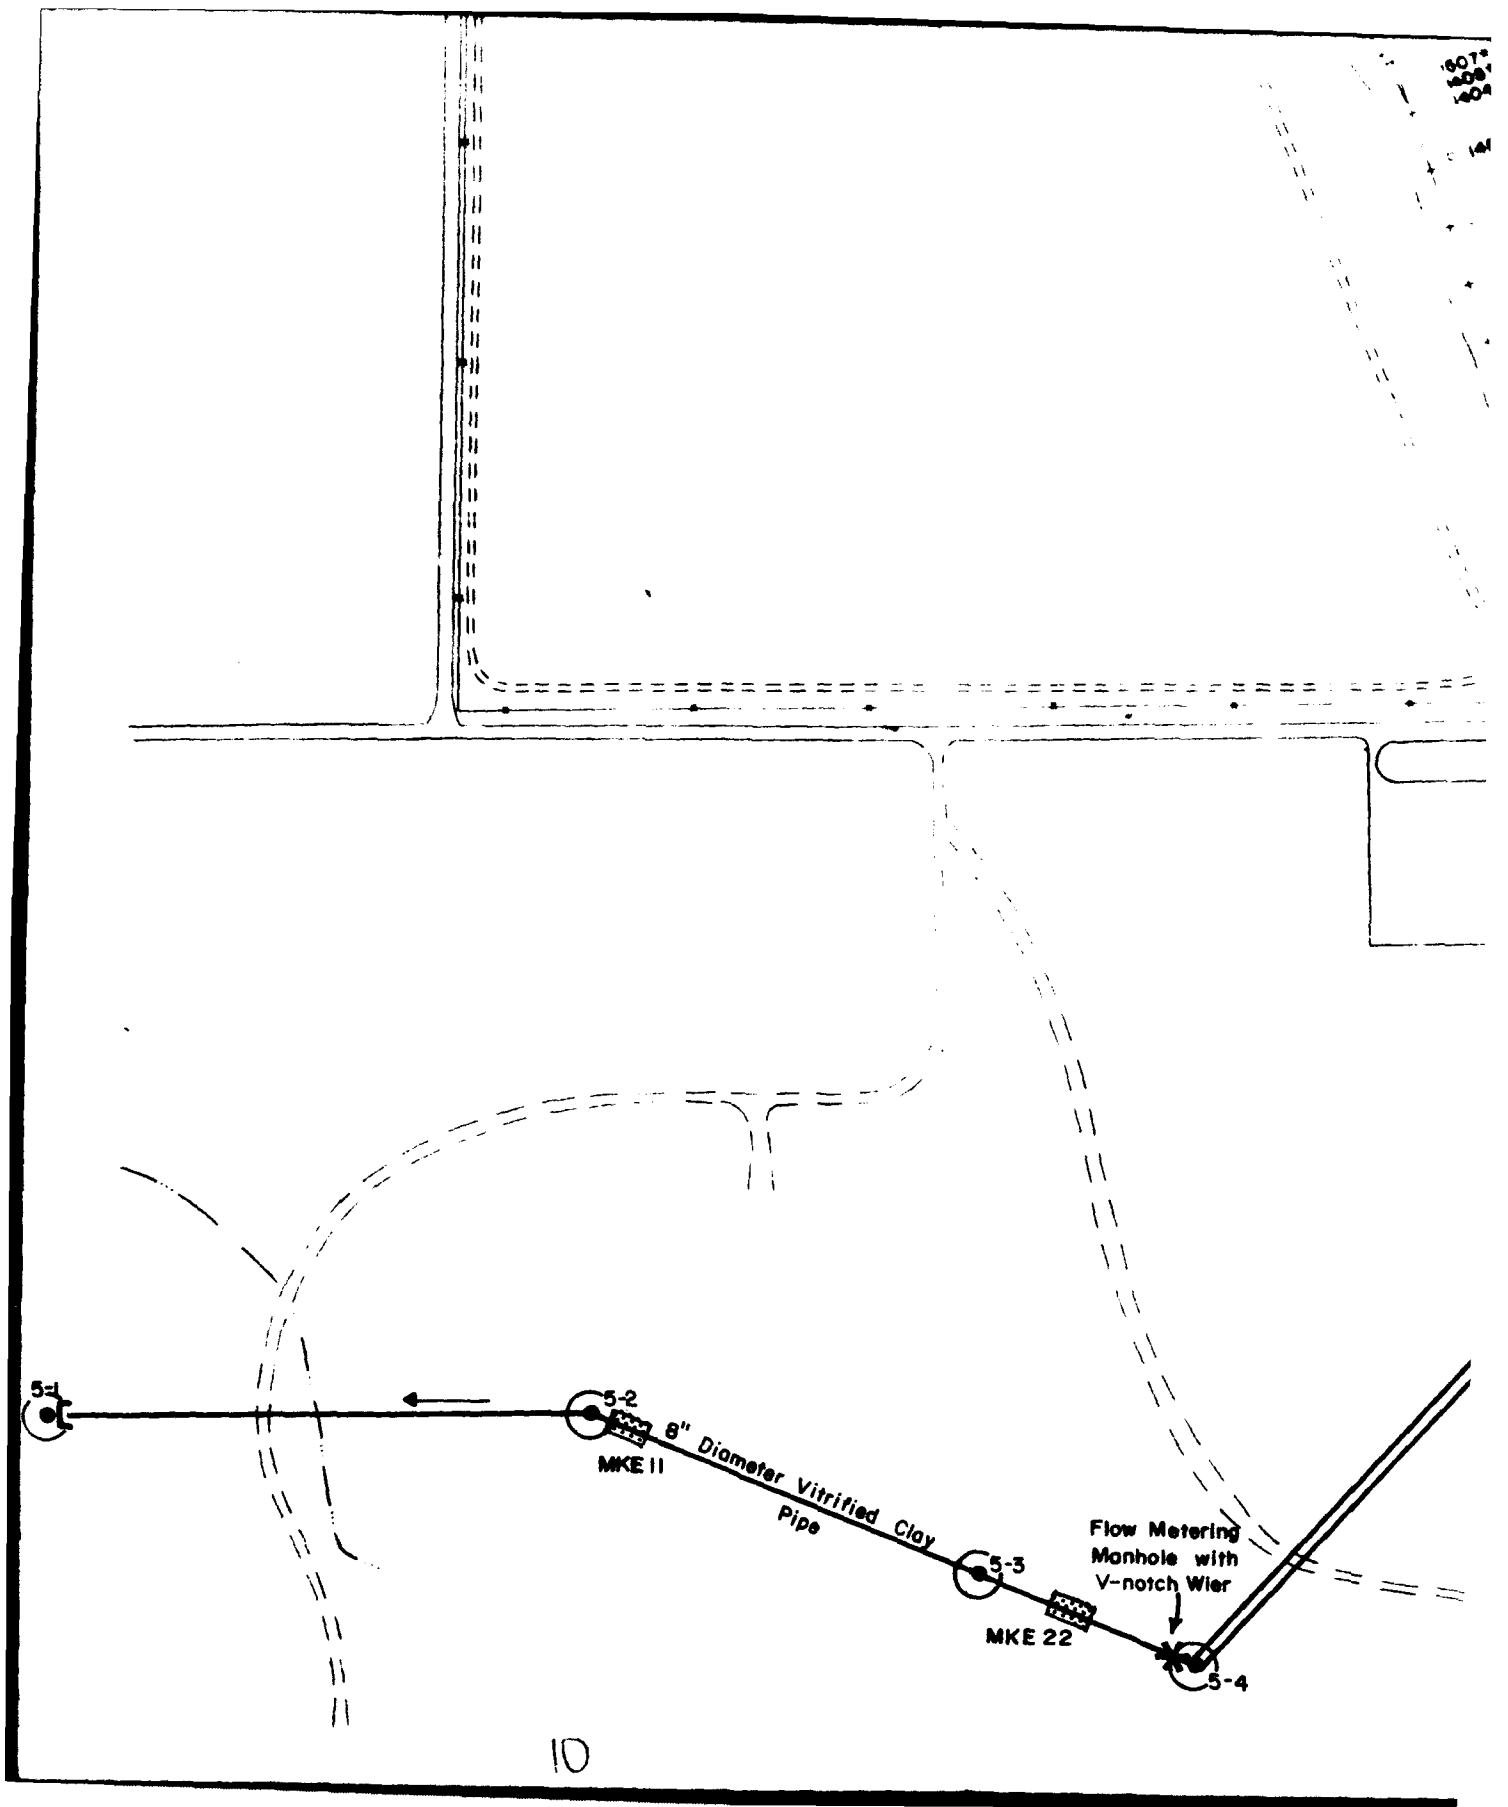 5-1
5-2
MKE 11
8" Diameter Vitrified Clay
Pipe
5-3
MKE 22
Flow Metering
Manhole with
V-notch Wier
5-4
10